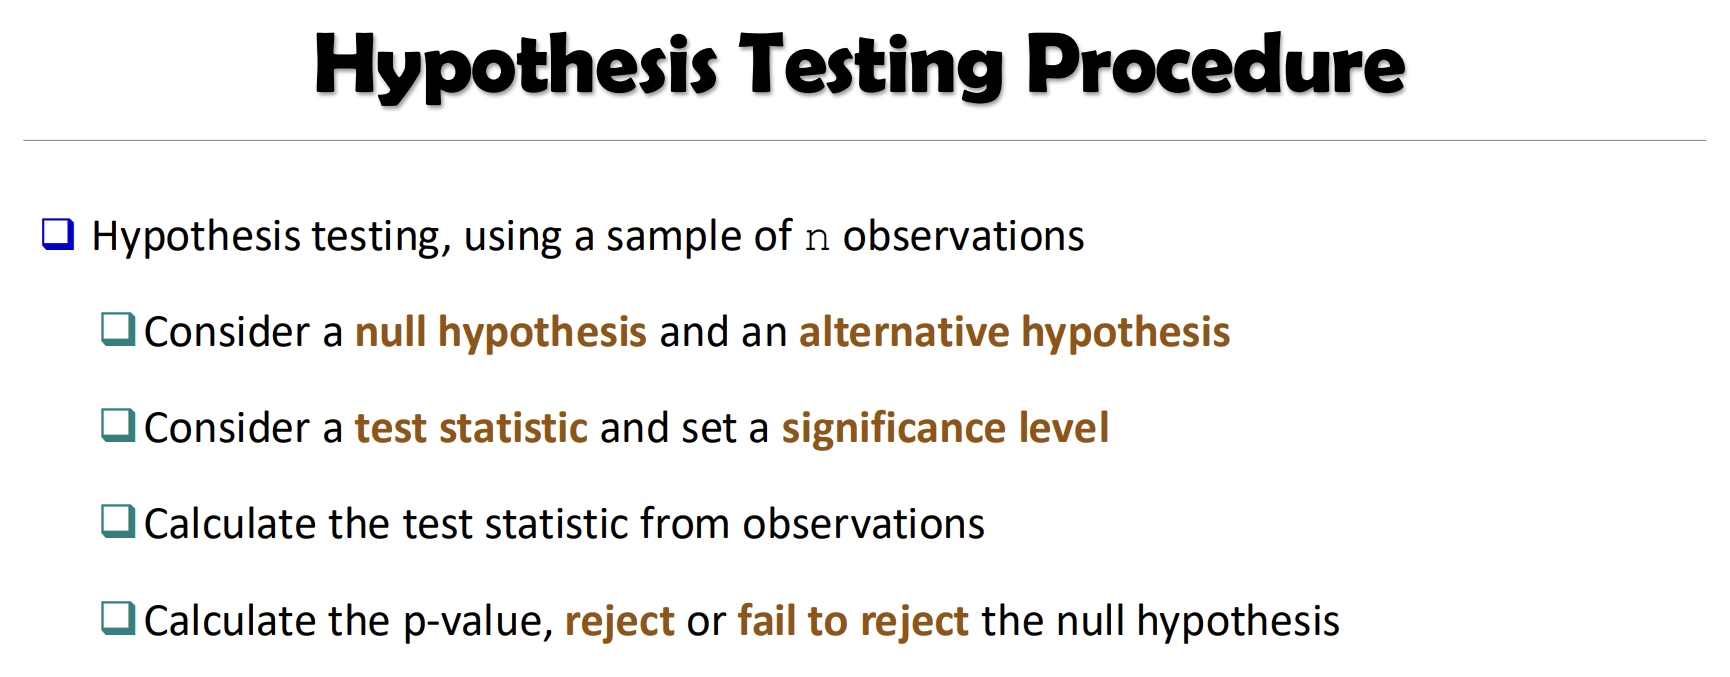 Hypothesis Testing Procedure
Hypothesis testing, using a sample of n observations
Consider a null hypothesis and an alternative hypothesis
Consider a test statistic and set a significance level
Calculate the test statistic from observations
Calculate the p-value, reject or fail to reject the null hypothesis